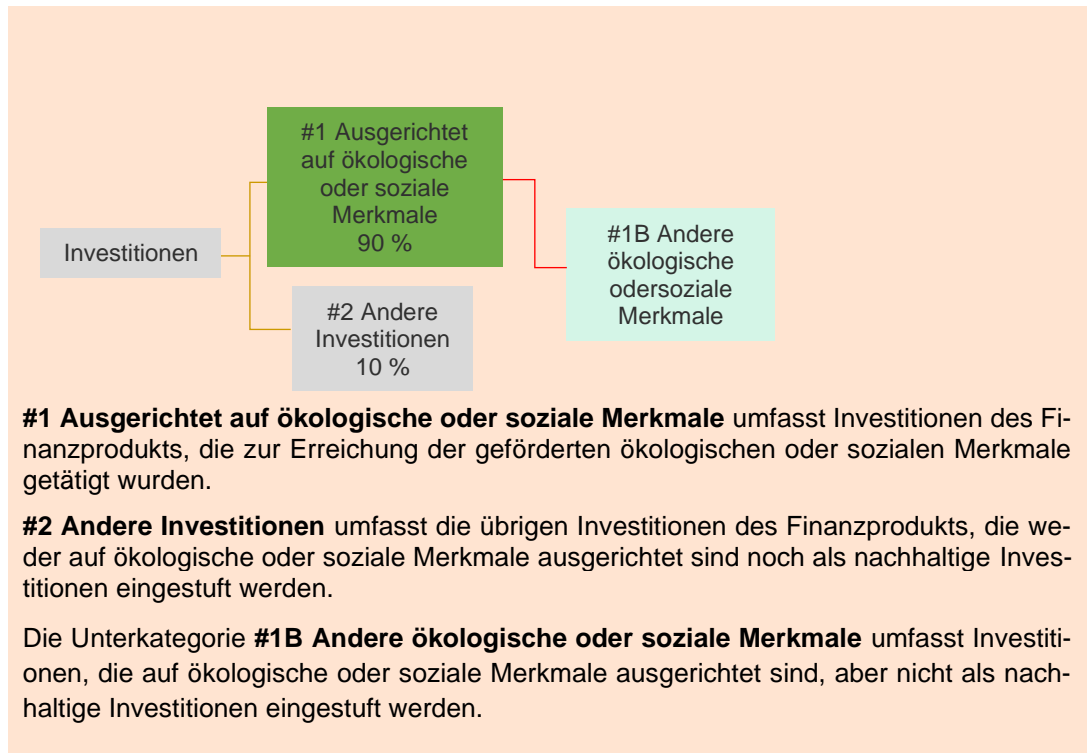 #1 Ausgerichtet
auf ökologische
oder soziale
Merkmale
90 %
Investitionen
#1B Andere
ökologische
odersoziale
Merkmale
#2 Andere
Investitionen
10 %
#1 Ausgerichtet auf ökologische oder soziale Merkmale umfasst Investitionen des Fi-
nanzprodukts, die zur Erreichung der geförderten ökologischen oder sozialen Merkmale
getätigt wurden.
#2 Andere Investitionen umfasst die übrigen Investitionen des Finanzprodukts, die we-
der auf ökologische oder soziale Merkmale ausgerichtet sind noch als nachhaltige Inves-
titionen eingestuft werden.
Die Unterkategorie #1B Andere ökologische oder soziale Merkmale umfasst Investiti-
onen, die auf ökologische oder soziale Merkmale ausgerichtet sind, aber nicht als nach-
haltige Investitionen eingestuft werden.